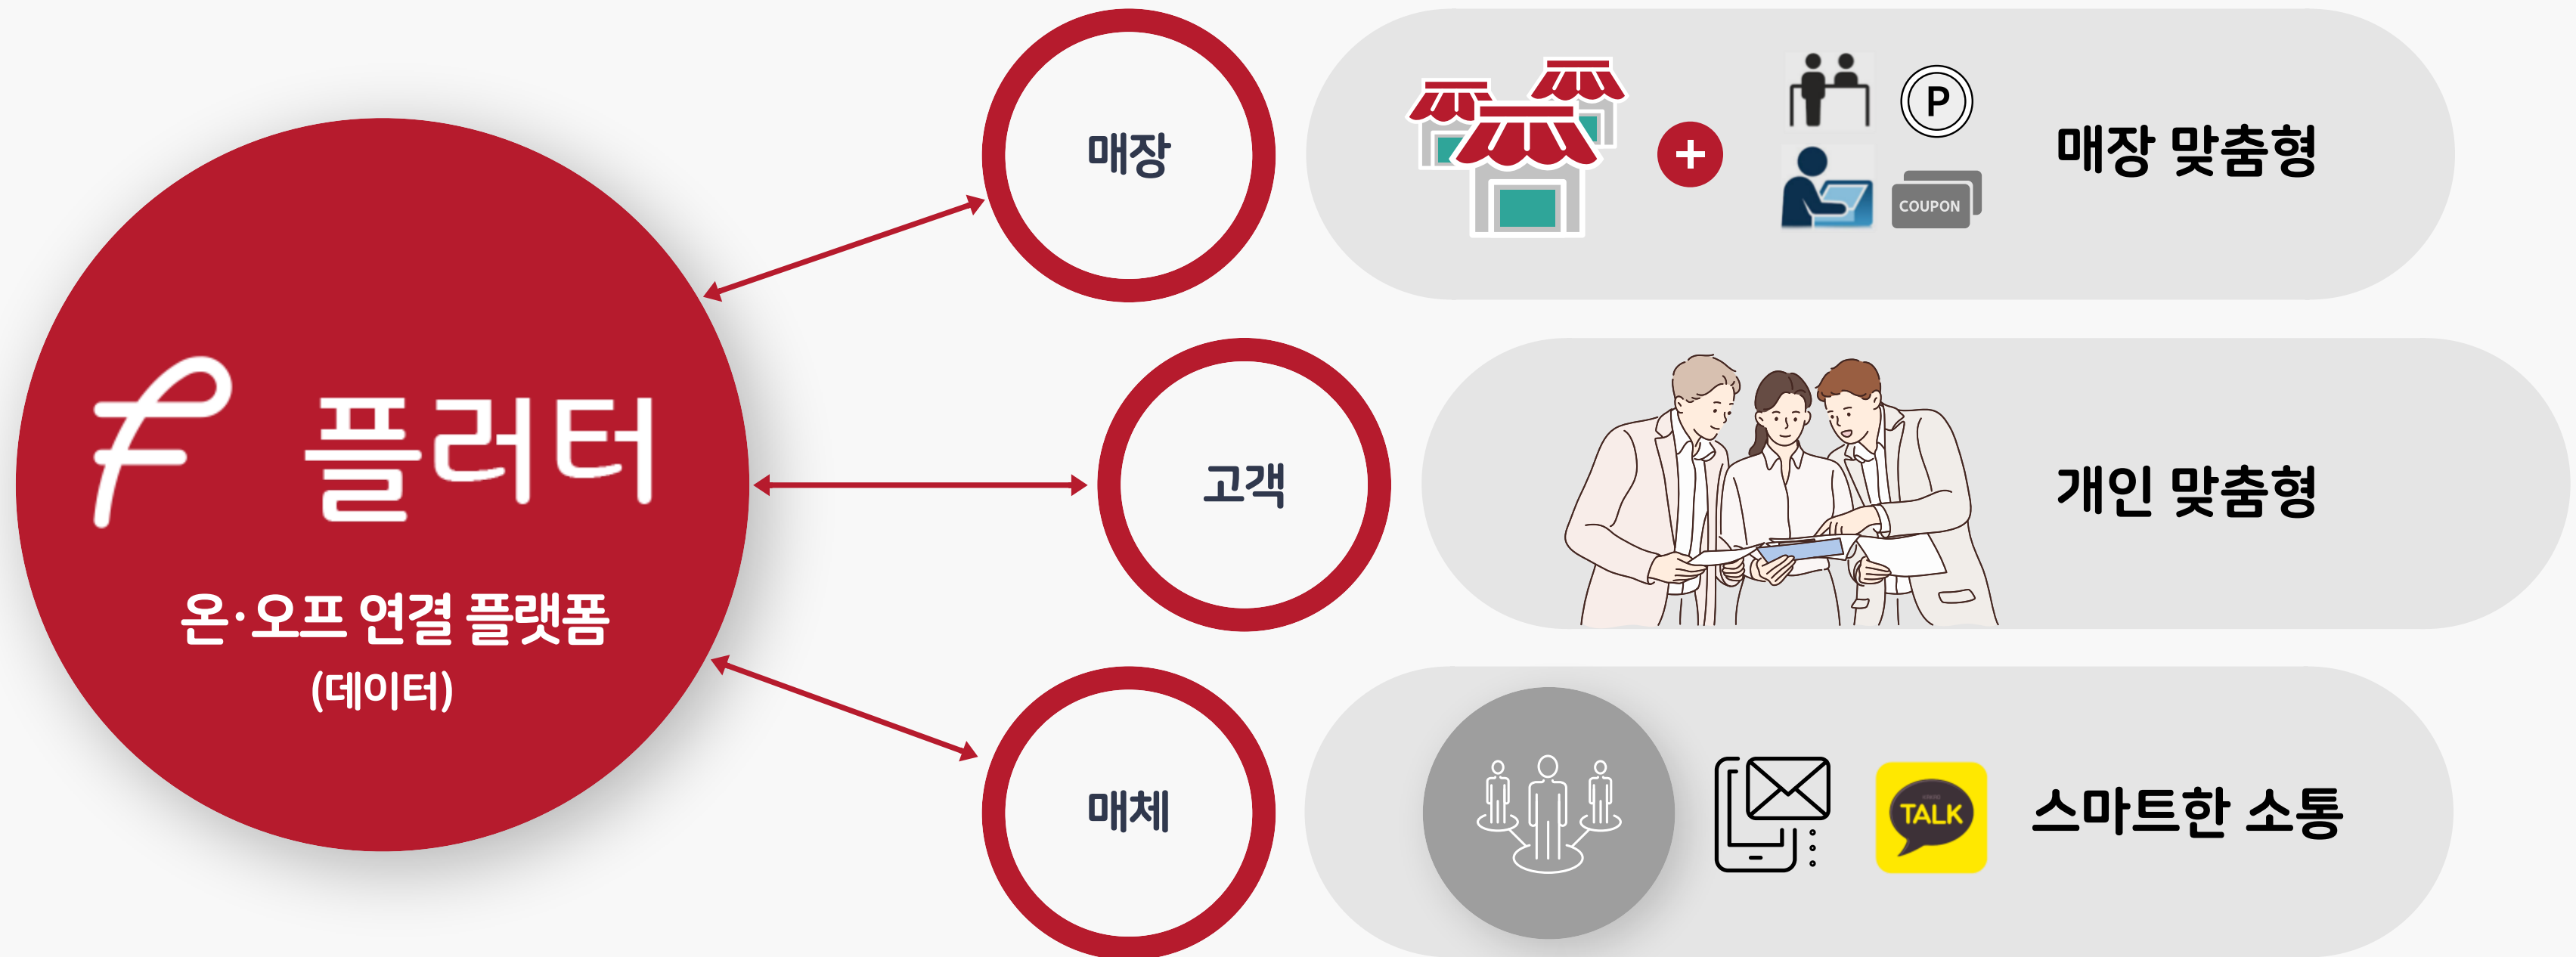 플러터
온·오프 연결 플랫폼
(데이터)
매장
P
COUPON
매장 맞춤형
고객
개인 맞춤형
매체
TALK
스마트한 소통